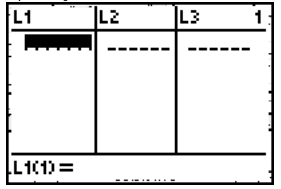 L1 L2 L3 1
------ ------
L1(1) =